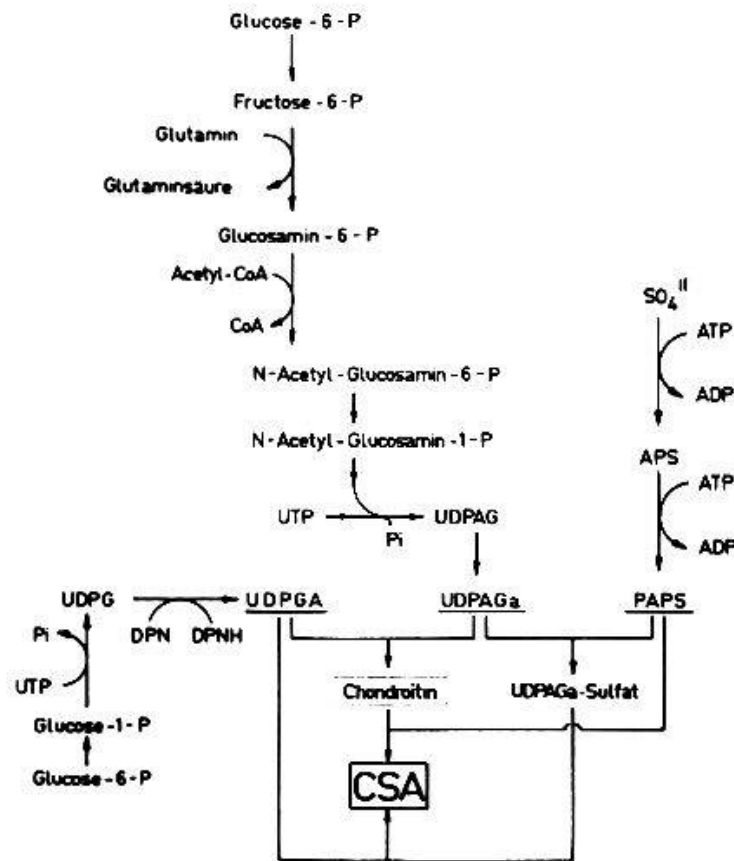 Glucose-6-P
Fructose-6-P
Glutamin
Glutaminsäure
Glucosamin-6-P
Acetyl-CoA
CoA
N-Acetyl-Glucosamin-6-P
N-Acetyl-Glucosamin-1-P
UTP
Pi
UDPAG
SO₄"
ATP
ADP
APS
ATP
ADP
UDPG
DPN
DPNH
UDPGA
UDPAGa
PAPS
Pi
UTP
Glucose-1-P
Glucose-6-P
Chondroitin
UDPAGa-Sulfat
CSA